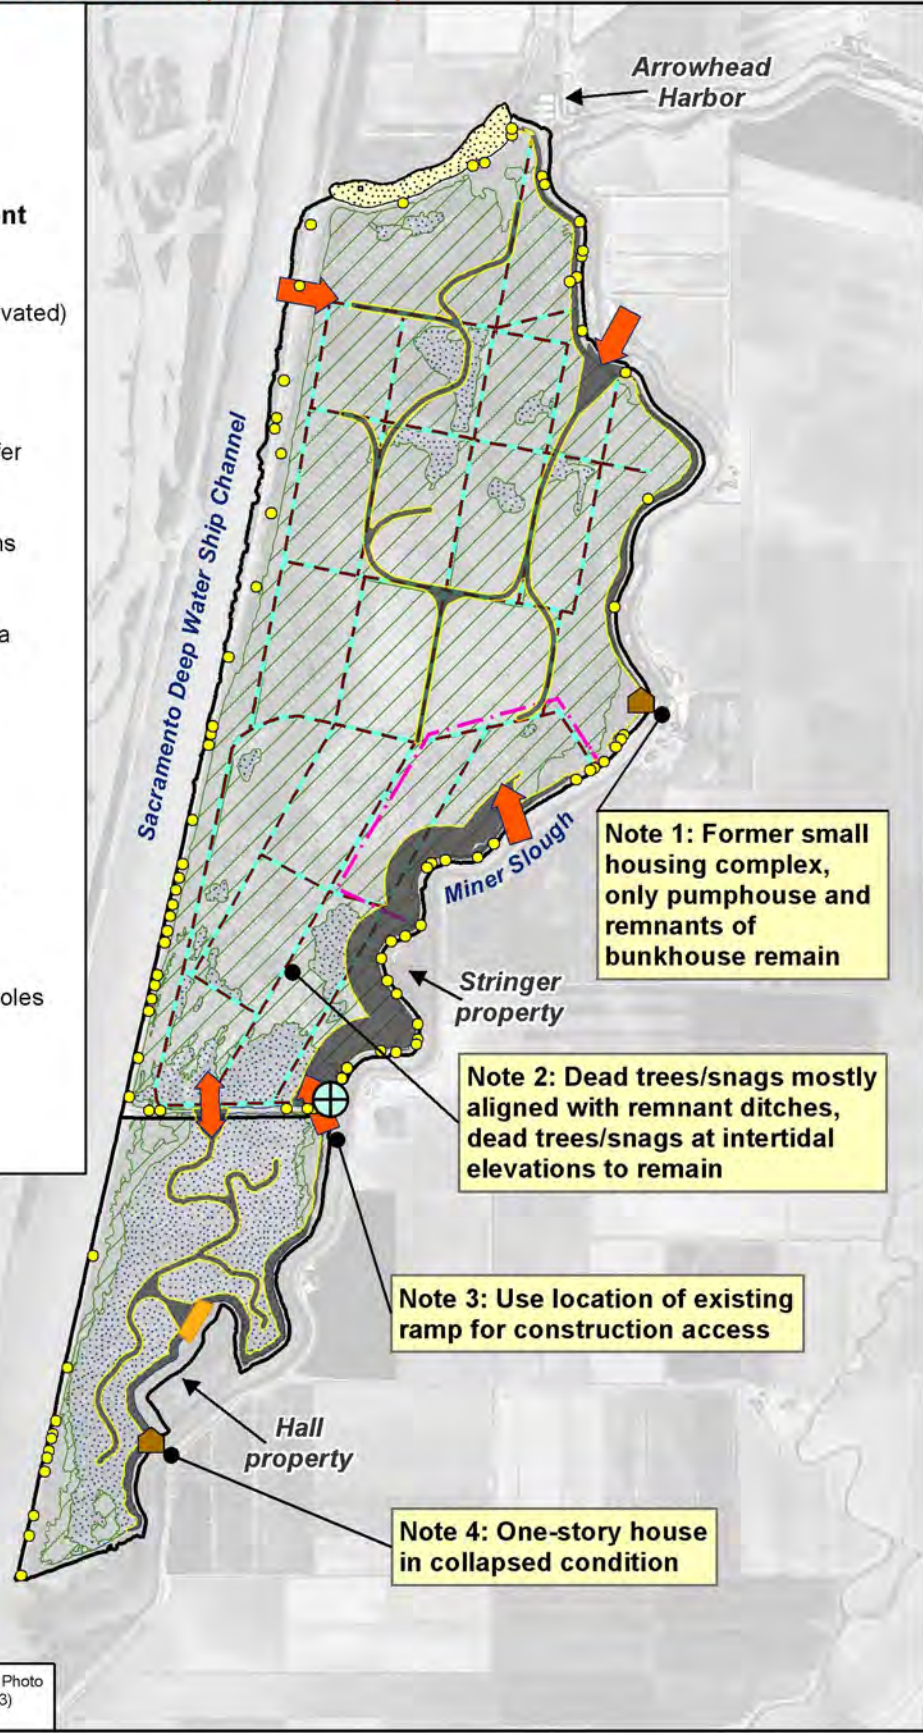 Arrowhead
Harbor
nt
vated)
fer
ns
a
oles
Sacramento Deep Water Ship Channel
Miner Slough
Note 1: Former small
housing complex,
only pumphouse and
remnants of
bunkhouse remain
Stringer
property
Note 2: Dead trees/snags mostly
aligned with remnant ditches,
dead trees/snags at intertidal
elevations to remain
Note 3: Use location of existing
ramp for construction access
Hall
property
Note 4: One-story house
in collapsed condition
Photo
3)